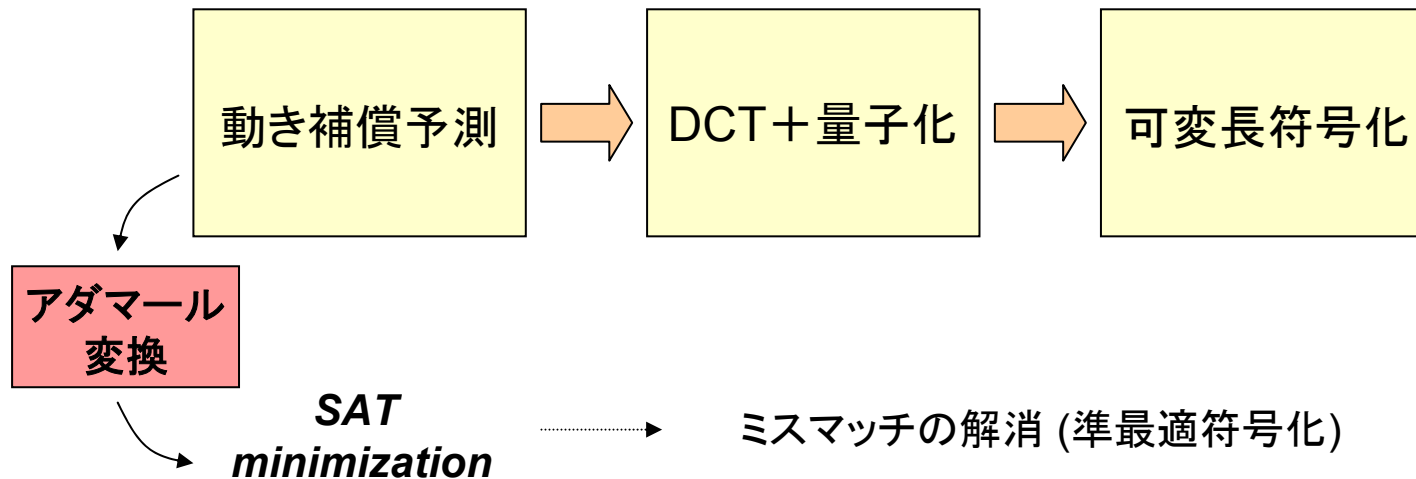 動き補償予測
DCT＋量子化
可変長符号化
アダマール
変換
SAT
minimization
ミスマッチの解消 (準最適符号化)